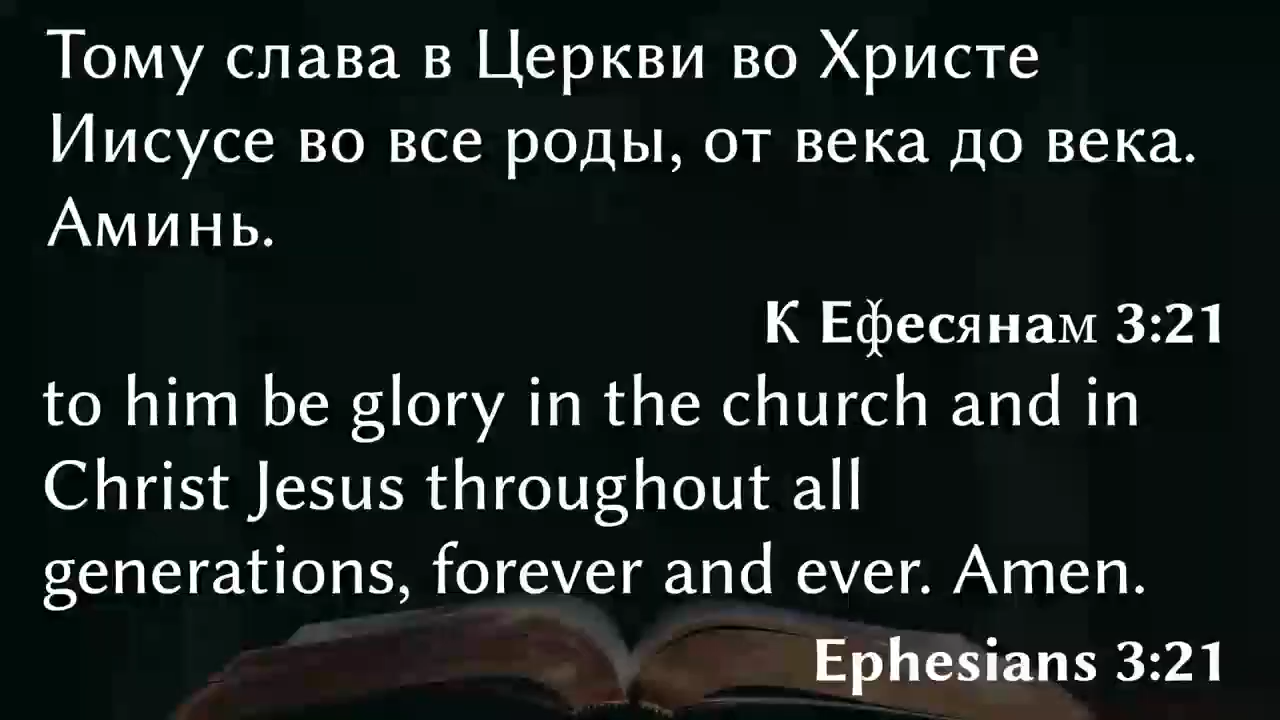 Тому слава в Церкви во Христе
Иисусе во все роды, от века до века.
Аминь.
К Ефесянам 3:21
to him be glory in the church and in
Christ Jesus throughout all
generations, forever and ever. Amen.
Ephesians 3:21